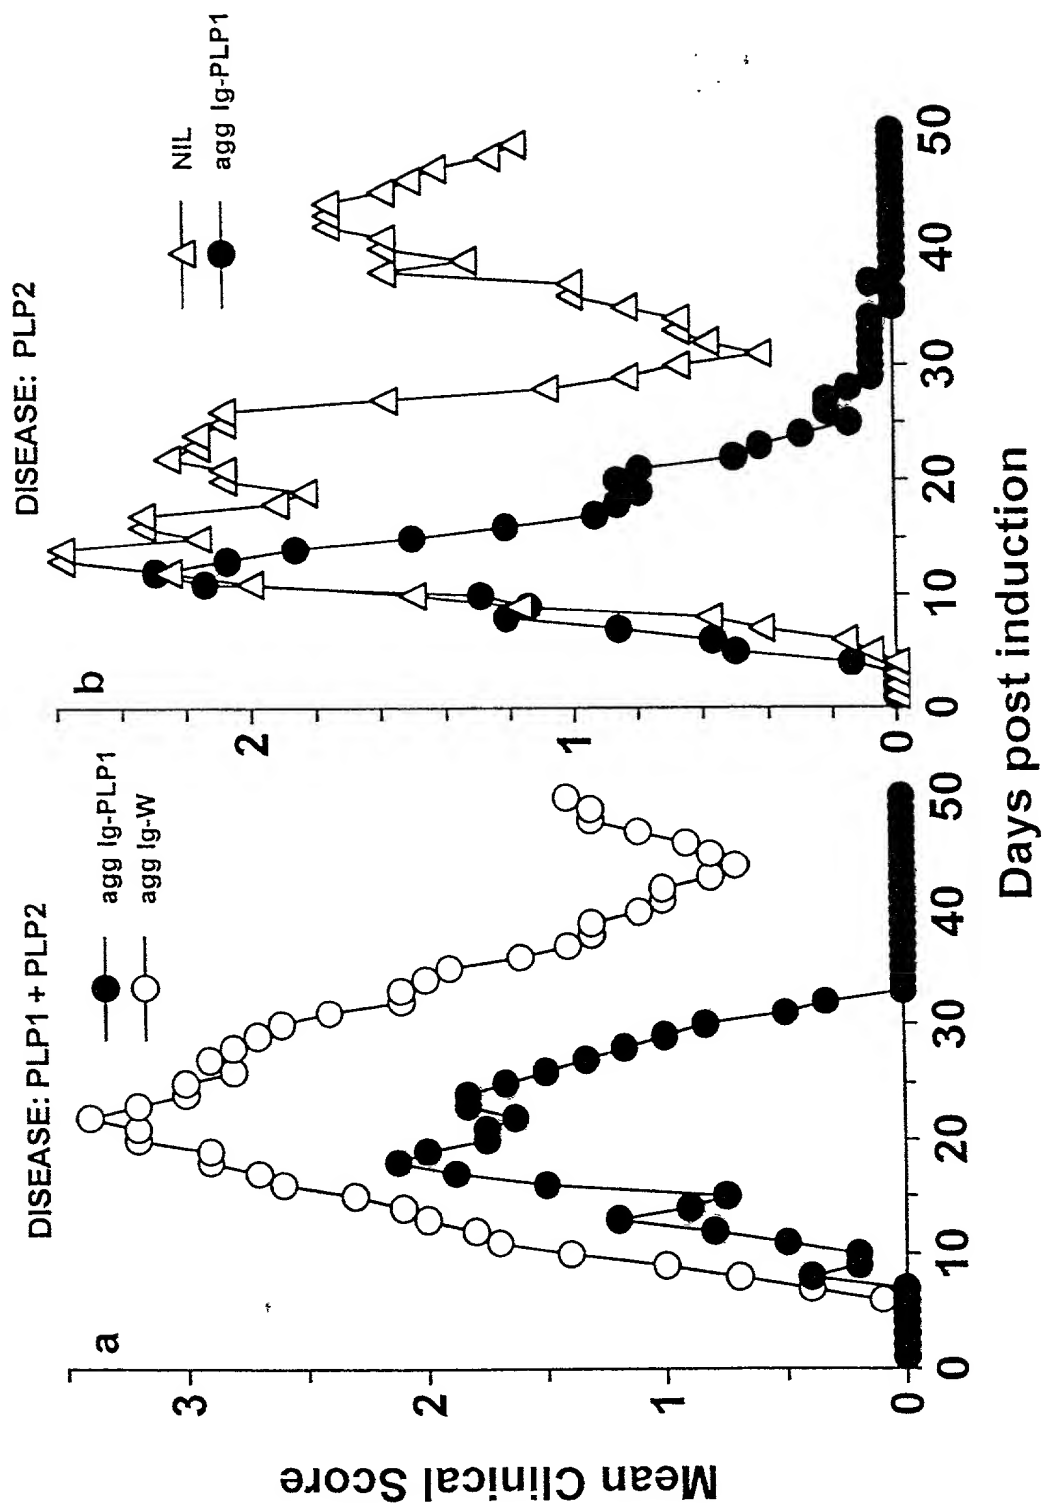 DISEASE: PLP1 + PLP2
a
agg Ig-PLP1
agg Ig-W
Mean Clinical Score
3
2
1
0
0
10
20
30
40
50
DISEASE: PLP2
b
NIL
agg Ig-PLP1
2
1
0
0
10
20
30
40
50
Days post induction